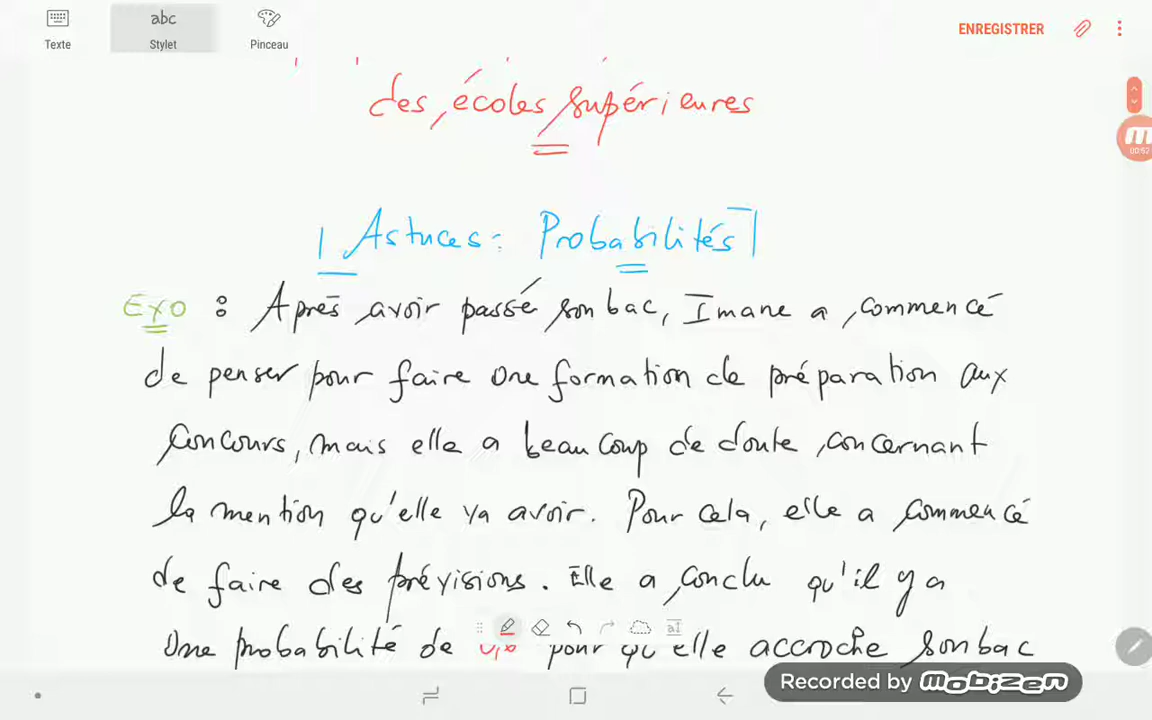 abc
Texte
Stylet
Pinceau
ENREGISTRER
des écoles supérieures
Astuces: Probabilités
Exo : Après avoir passé son bac, Imane a commencé
de penser pour faire une formation de préparation aux
concours, mais elle a beaucoup de doute concernant
la mention qu'elle va avoir. Pour cela, elle a commencé
de faire des prévisions. Elle a conclu qu'il y a
une probabilité de pour qu'elle accroche son bac
Recorded by mobizen